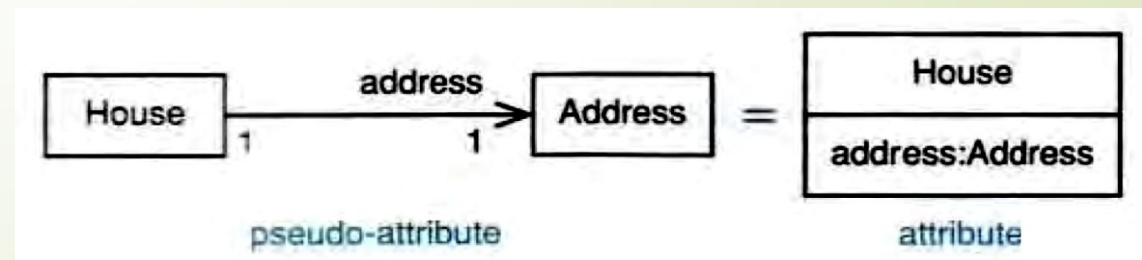 House
address
House
1
1
Address
=
address:Address
pseudo-attribute
attribute